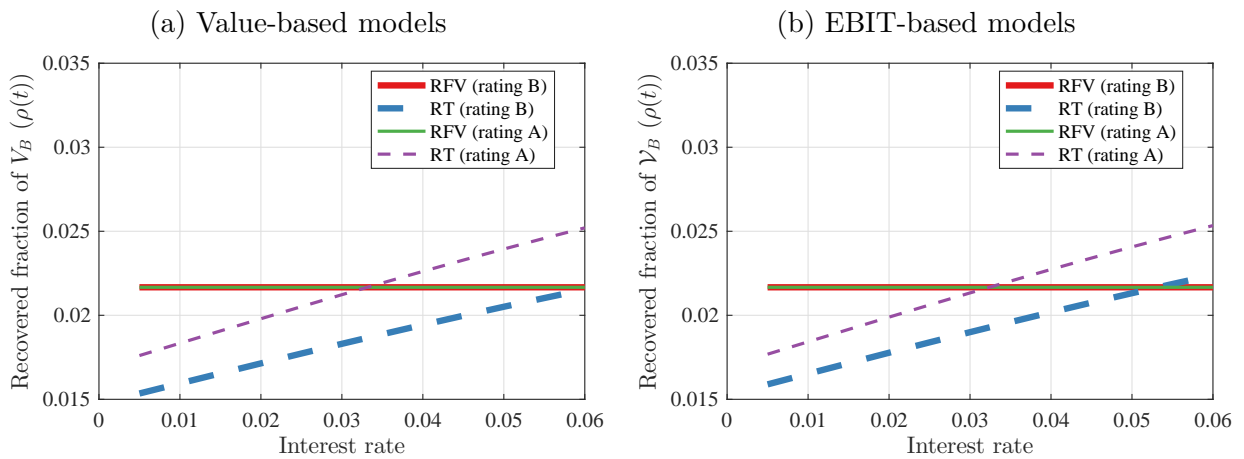 (a) Value-based models
0.035
0.03
0.025
0.02
0.015
0
0.01
0.02
0.03
0.04
0.05
0.06
Interest rate
Recovered fraction of V_B (ρ(t))
RFV (rating B)
RT (rating B)
RFV (rating A)
RT (rating A)
(b) EBIT-based models
0.035
0.03
0.025
0.02
0.015
0
0.01
0.02
0.03
0.04
0.05
0.06
Interest rate
Recovered fraction of 𝒱_B (ρ(t))
RFV (rating B)
RT (rating B)
RFV (rating A)
RT (rating A)